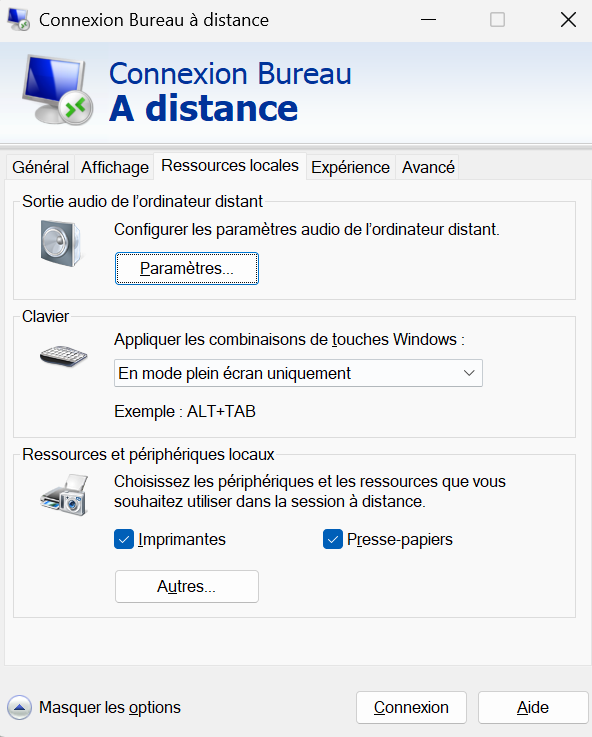 Connexion Bureau à distance
Connexion Bureau
A distance
Général Affichage Ressources locales Expérience Avancé
Sortie audio de l'ordinateur distant
Configurer les paramètres audio de l'ordinateur distant.
Paramètres...
Clavier
Appliquer les combinaisons de touches Windows :
En mode plein écran uniquement
Exemple : ALT+TAB
Ressources et périphériques locaux
Choisissez les périphériques et les ressources que vous
souhaitez utiliser dans la session à distance.
Imprimantes Presse-papiers
Autres...
Masquer les options Connexion Aide